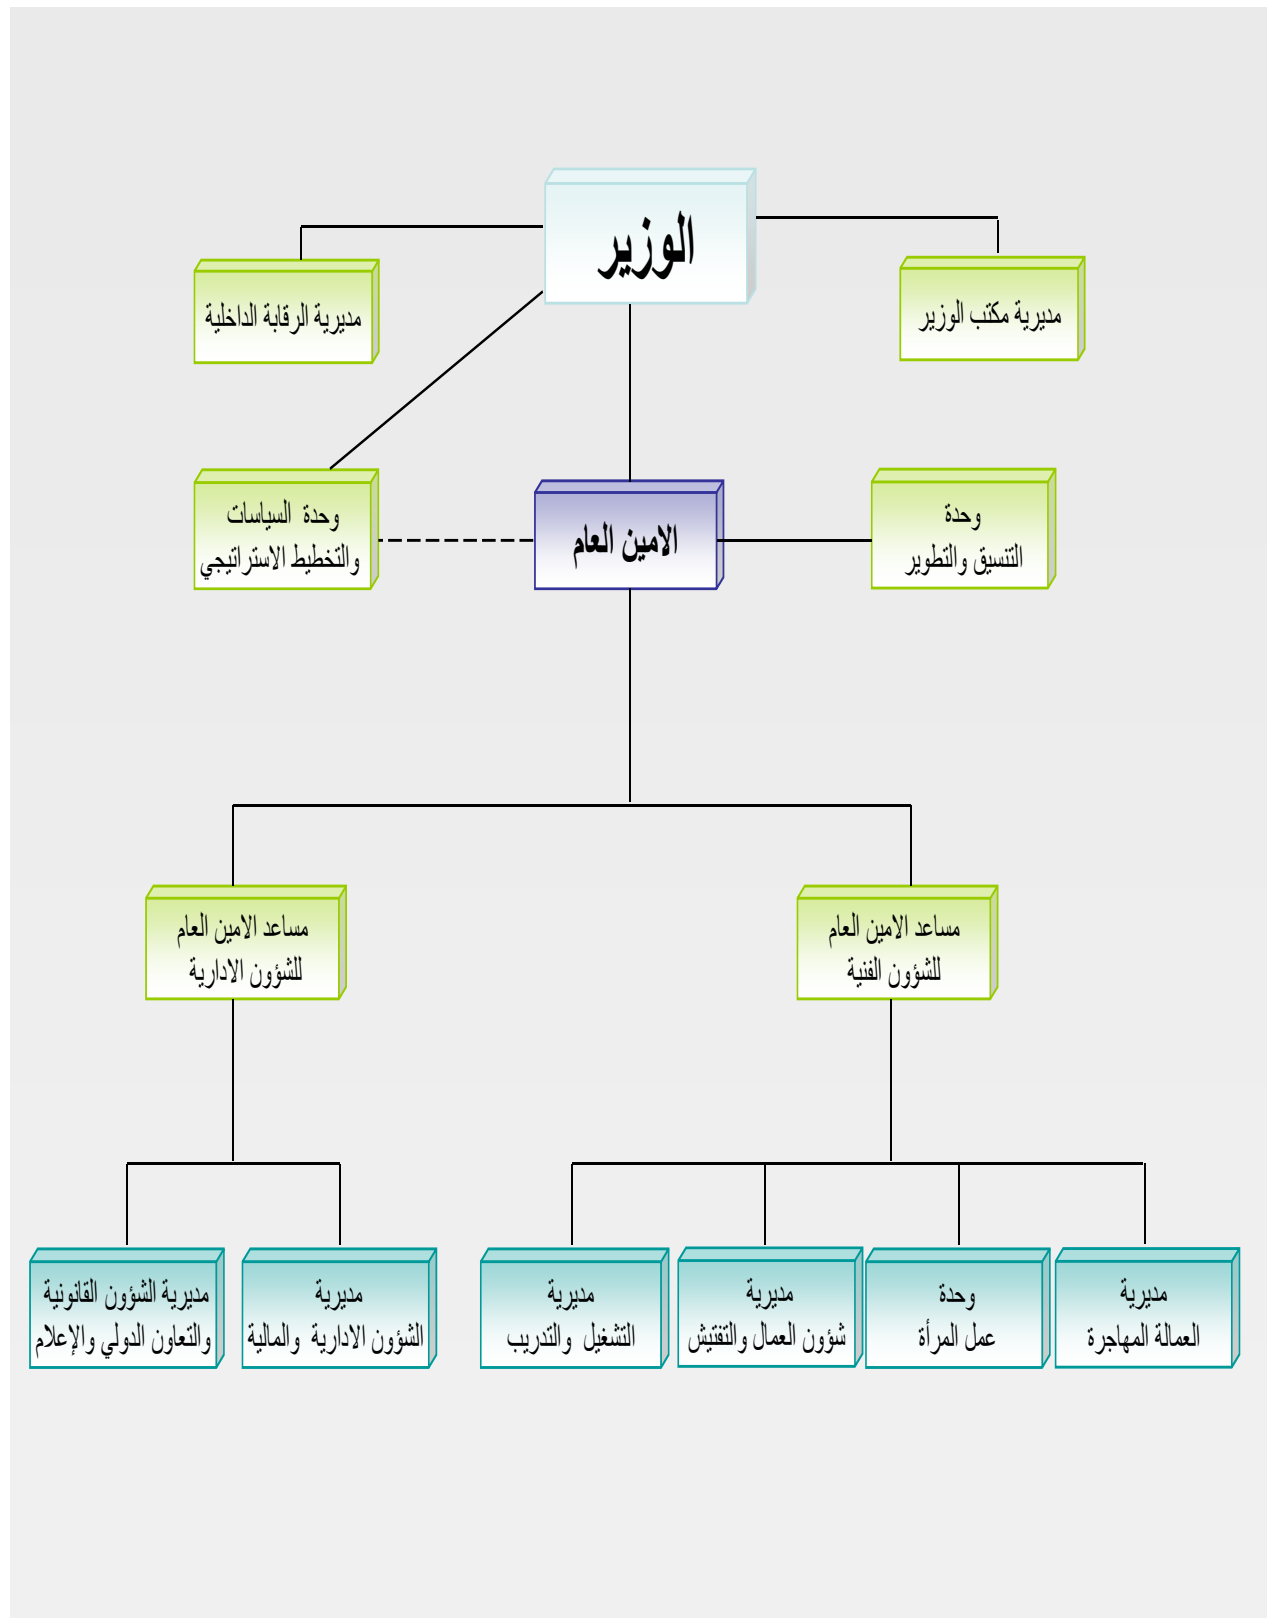 الوزير
مديرية مكتب الوزير
مديرية الرقابة الداخلية
وحدة
التنسيق والتطوير
الامين العام
وحدة السياسات
والتخطيط الاستراتيجي
مساعد الامين العام
للشؤون الفنية
مساعد الامين العام
للشؤون الادارية
مديرية
العمالة المهاجرة
وحدة
عمل المرأة
مديرية
شؤون العمال والتفتيش
مديرية
التشغيل والتدريب
مديرية
الشؤون الادارية والمالية
مديرية الشؤون القانونية
والتعاون الدولي والإعلام